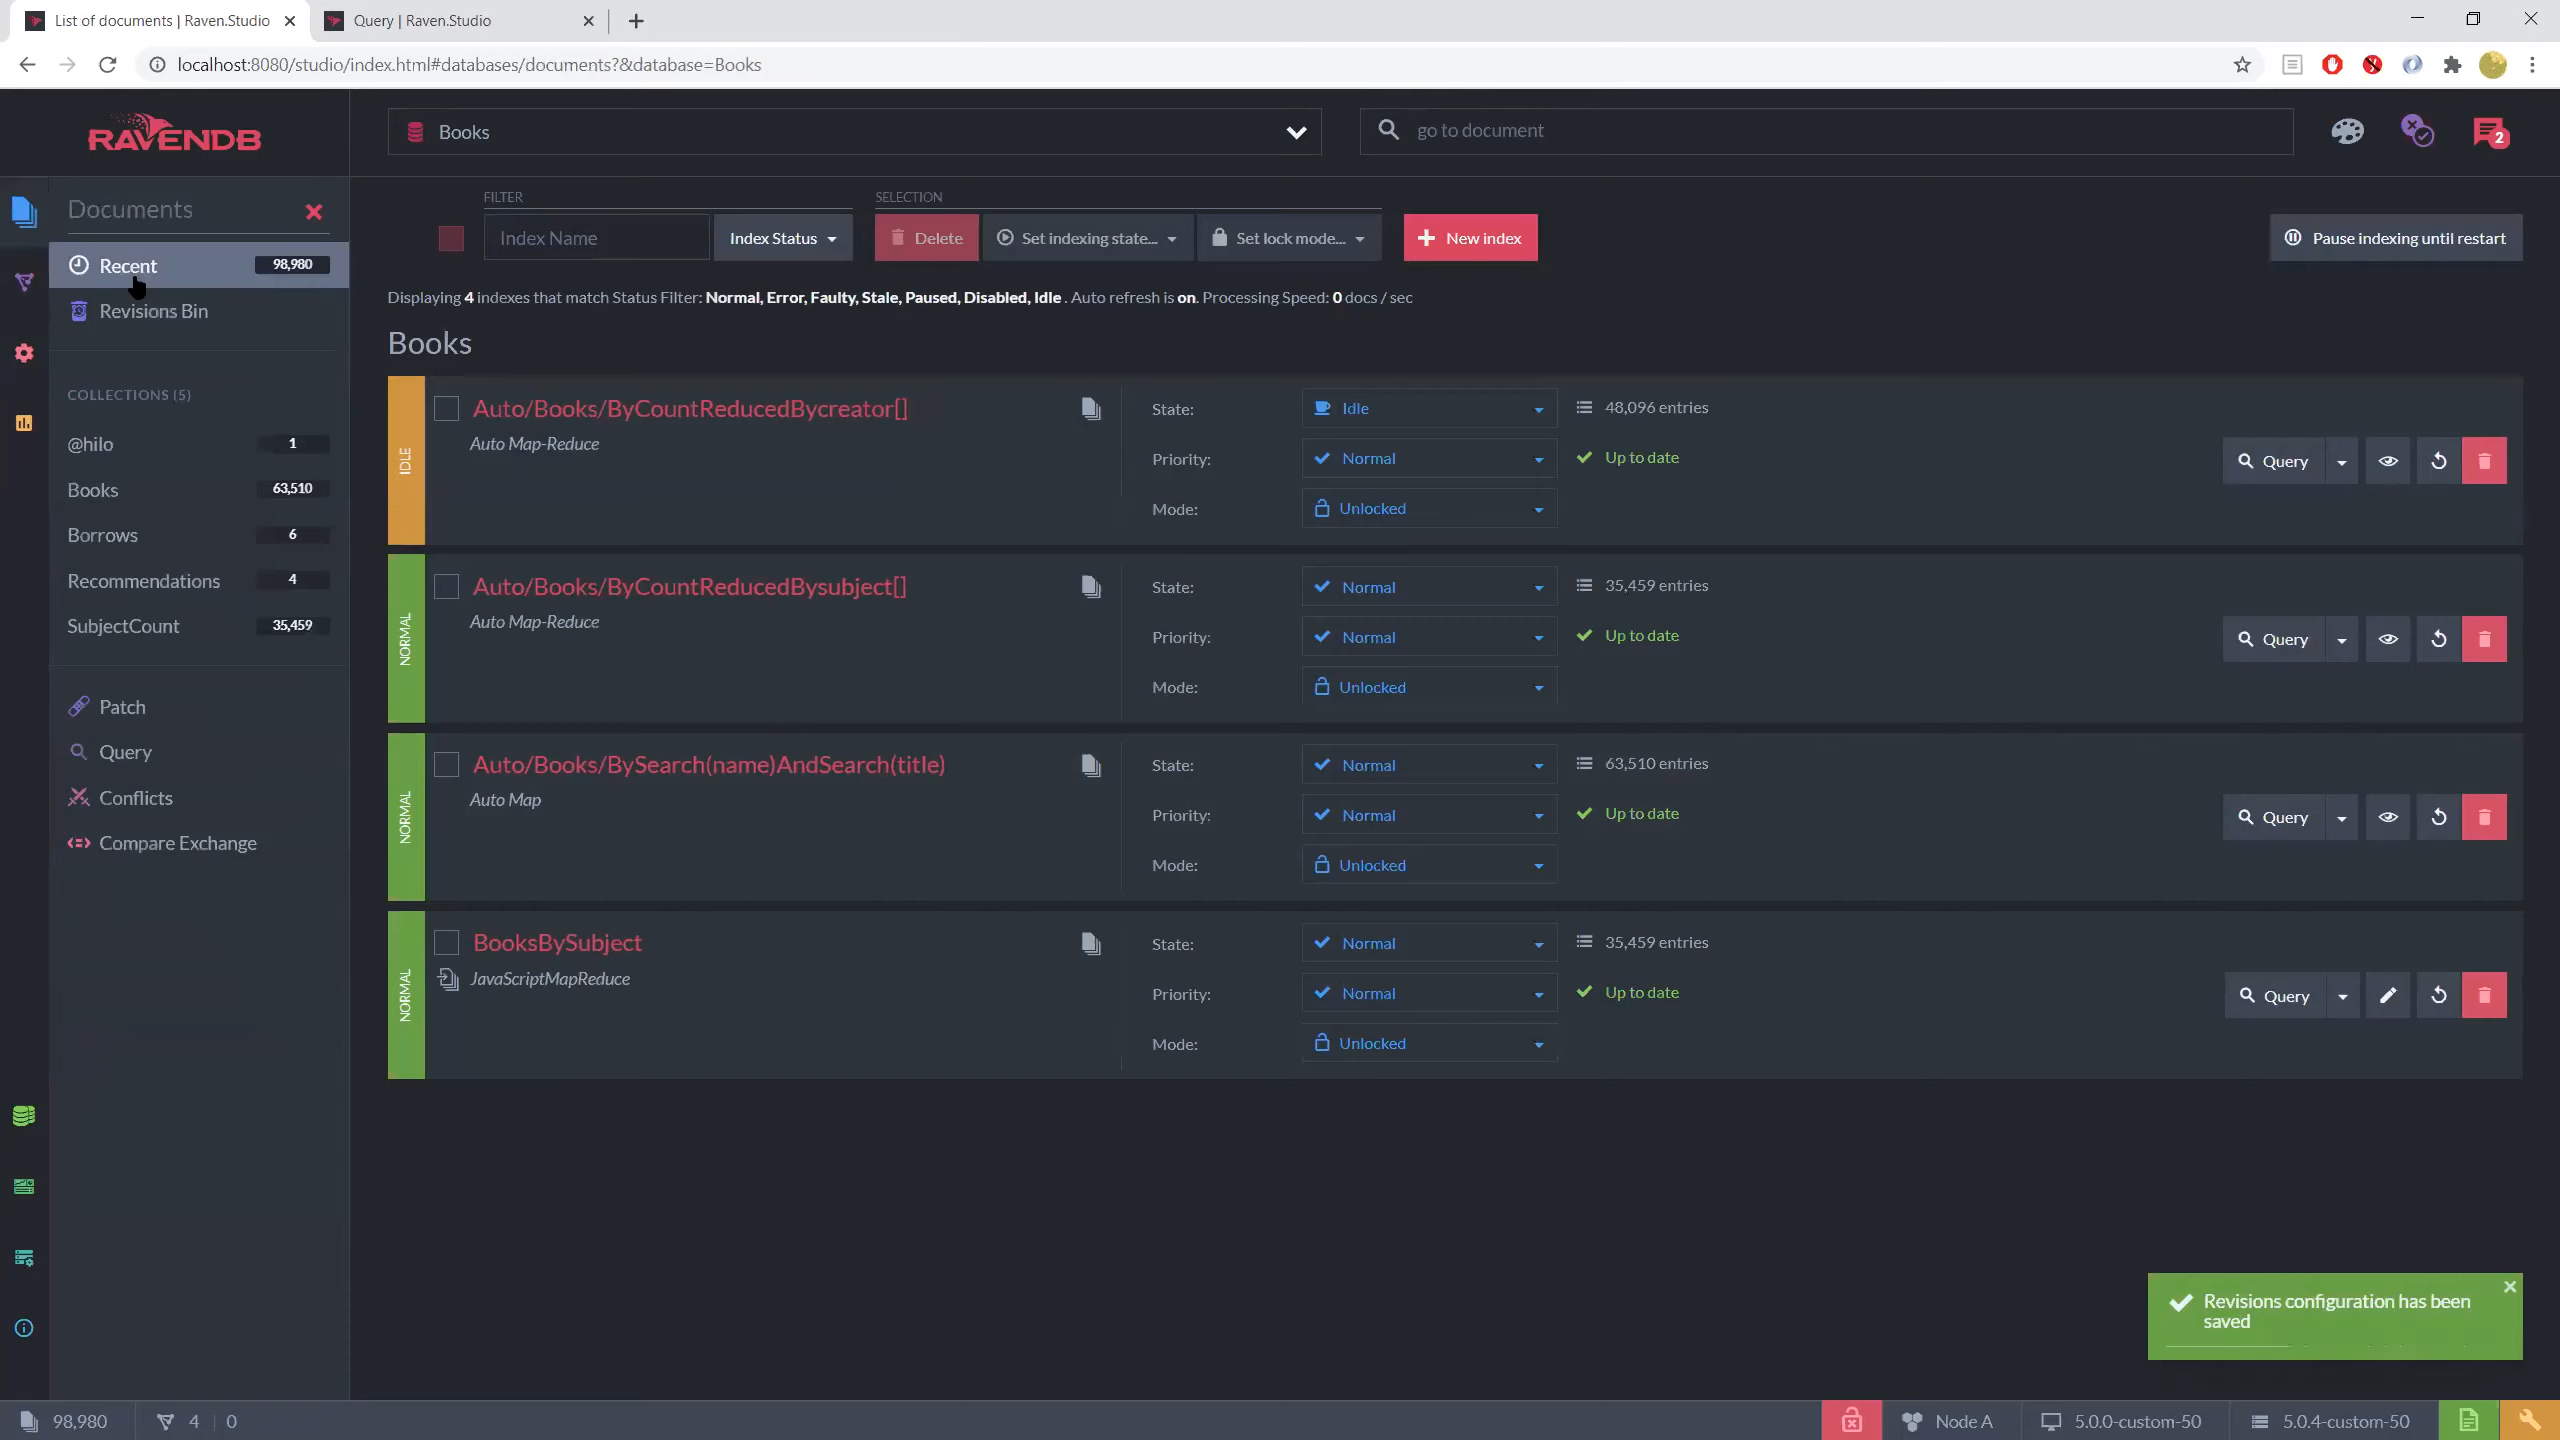 List of documents | Raven.Studio
Query | Raven.Studio
localhost:8080/studio/index.html#databases/documents?&database=Books
RAVENDB
Books
go to document
2
Documents
Recent 98,980
Revisions Bin
COLLECTIONS (5)
@hilo 1
Books 63,510
Borrows 6
Recommendations 4
SubjectCount 35,459
Patch
Query
Conflicts
Compare Exchange
FILTER
SELECTION
Index Name
Index Status
Delete
Set indexing state...
Set lock mode...
New index
Pause indexing until restart
Displaying 4 indexes that match Status Filter: Normal, Error, Faulty, Stale, Paused, Disabled, Idle . Auto refresh is on. Processing Speed: 0 docs / sec
Books
IDLE
Auto/Books/ByCountReducedBycreator[]
Auto Map-Reduce
State: Idle
48,096 entries
Priority: Normal
Up to date
Mode: Unlocked
Query
NORMAL
Auto/Books/ByCountReducedBysubject[]
Auto Map-Reduce
State: Normal
35,459 entries
Priority: Normal
Up to date
Mode: Unlocked
Query
NORMAL
Auto/Books/BySearch(name)AndSearch(title)
Auto Map
State: Normal
63,510 entries
Priority: Normal
Up to date
Mode: Unlocked
Query
NORMAL
BooksBySubject
JavaScriptMapReduce
State: Normal
35,459 entries
Priority: Normal
Up to date
Mode: Unlocked
Query
Revisions configuration has been
saved
98,980
4 | 0
Node A
5.0.0-custom-50
5.0.4-custom-50